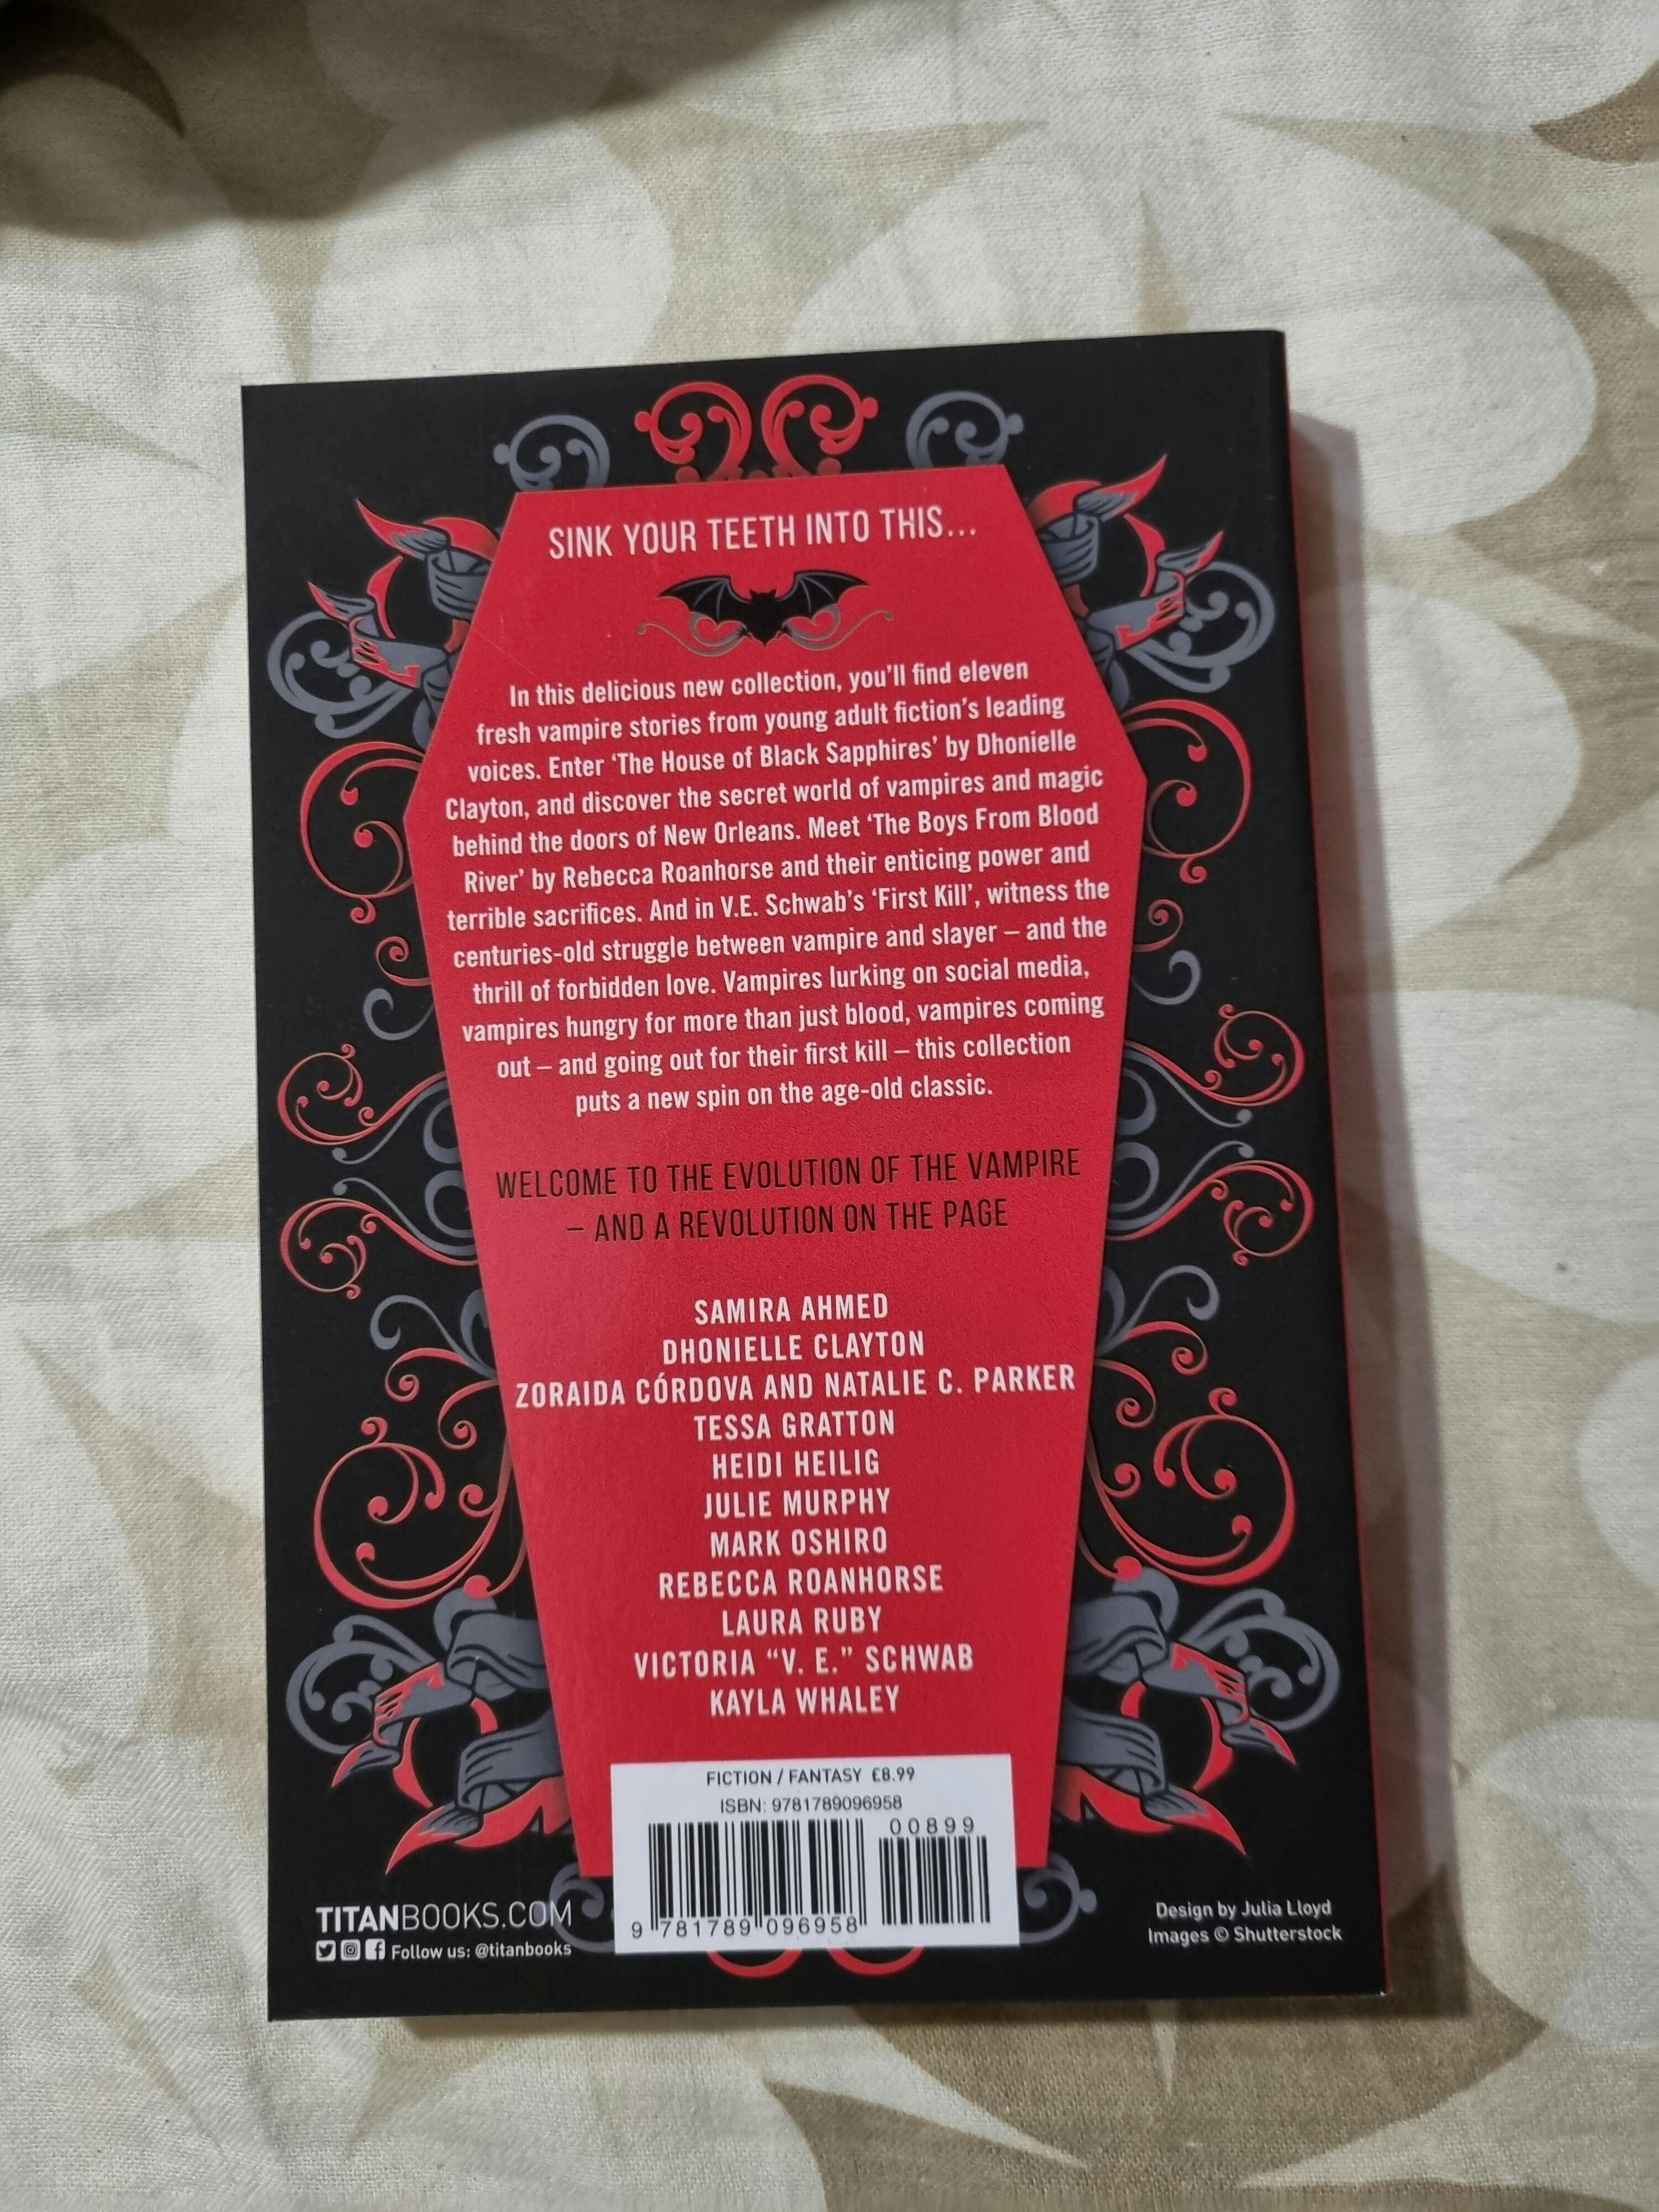 SINK YOUR TEETH INTO THIS...
In this delicious new collection, you'll find eleven
fresh vampire stories from young adult fiction's leading
voices. Enter 'The House of Black Sapphires' by Dhonielle
Clayton, and discover the secret world of vampires and magic
behind the doors of New Orleans. Meet 'The Boys From Blood
River' by Rebecca Roanhorse and their enticing power and
terrible sacrifices. And in V.E. Schwab's 'First Kill', witness the
centuries-old struggle between vampire and slayer – and the
thrill of forbidden love. Vampires lurking on social media,
vampires hungry for more than just blood, vampires coming
out – and going out for their first kill – this collection
puts a new spin on the age-old classic.
WELCOME TO THE EVOLUTION OF THE VAMPIRE
– AND A REVOLUTION ON THE PAGE
SAMIRA AHMED
DHONIELLE CLAYTON
ZORAIDA CÓRDOVA AND NATALIE C. PARKER
TESSA GRATTON
HEIDI HEILIG
JULIE MURPHY
MARK OSHIRO
REBECCA ROANHORSE
LAURA RUBY
VICTORIA "V. E." SCHWAB
KAYLA WHALEY
FICTION / FANTASY £8.99
ISBN: 9781789096958
00899
9 781789 096958
TITANBOOKS.COM
Follow us: @titanbooks
Design by Julia Lloyd
Images © Shutterstock